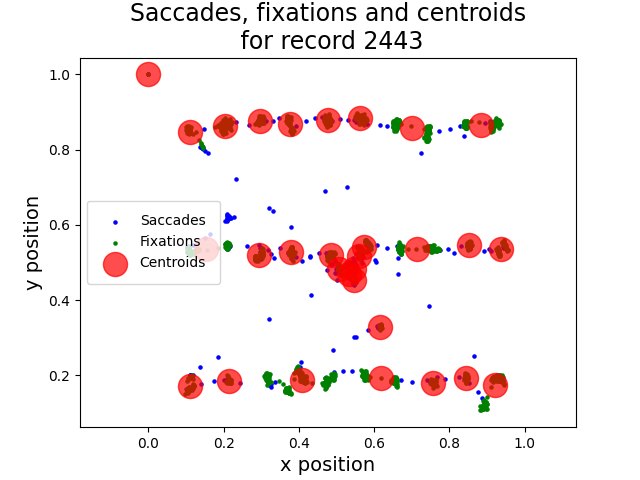 Saccades, fixations and centroids
for record 2443
1.0
0.8
0.6
0.4
0.2
y position
Saccades
Fixations
Centroids
0.0
0.2
0.4
0.6
0.8
1.0
x position